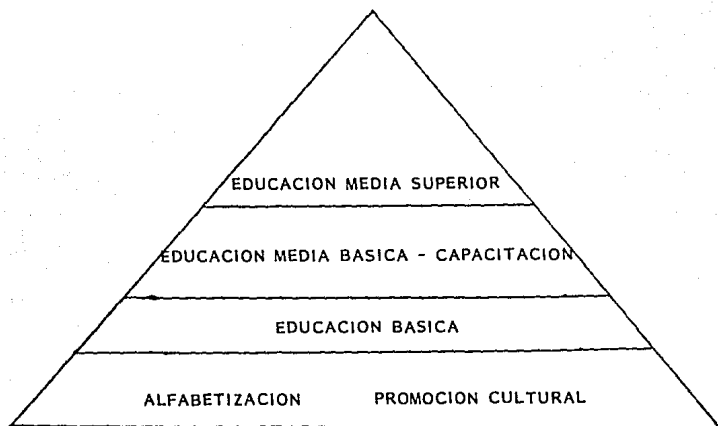 EDUCACION MEDIA SUPERIOR
EDUCACION MEDIA BASICA - CAPACITACION
EDUCACION BASICA
ALFABETIZACION PROMOCION CULTURAL